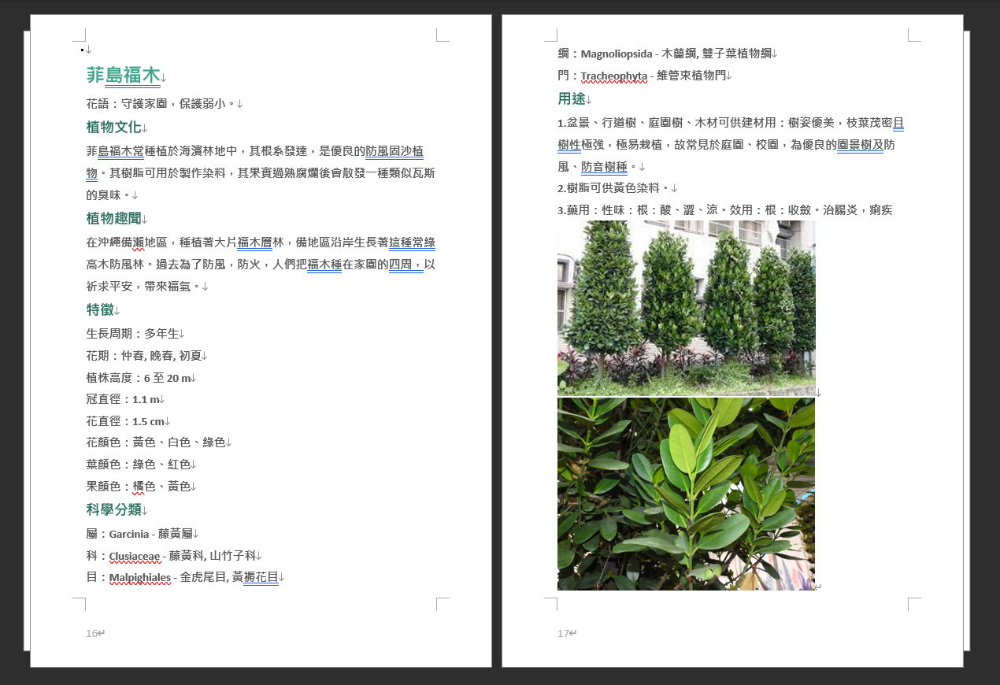 菲島福木
花語：守護家園，保護弱小。
植物文化
菲島福木常種植於海濱林地中，其根系發達，是優良的防風固沙植
物。其樹脂可用於製作染料，其果實過熟腐爛後會散發一種類似瓦斯
的臭味。
植物趣聞
在沖繩備瀨地區，種植著大片福木層林，備地區沿岸生長著這種常綠
高木防風林。過去為了防風，防火，人們把福木種在家園的四周，以
祈求平安，帶來福氣。
特徵
生長周期：多年生
花期：仲春, 晚春, 初夏
植株高度：6 至 20 m
冠直徑：1.1 m
花直徑：1.5 cm
花顏色：黃色、白色、綠色
葉顏色：綠色、紅色
果顏色：橘色、黃色
科學分類
屬：Garcinia - 藤黃屬
科：Clusiaceae - 藤黃科, 山竹子科
目：Malpighiales - 金虎尾目, 黃褥花目
16
綱：Magnoliopsida - 木蘭綱, 雙子葉植物綱
門：Tracheophyta - 維管束植物門
用途
1.盆景、行道樹、庭園樹、木材可供建材用：樹姿優美，枝葉茂密且
樹性極強，極易栽植，故常見於庭園、校園，為優良的園景樹及防
風、防音樹種。
2.樹脂可供黃色染料。
3.藥用：性味：根：酸、澀、涼。效用：根：收斂。治腸炎，痢疾
17